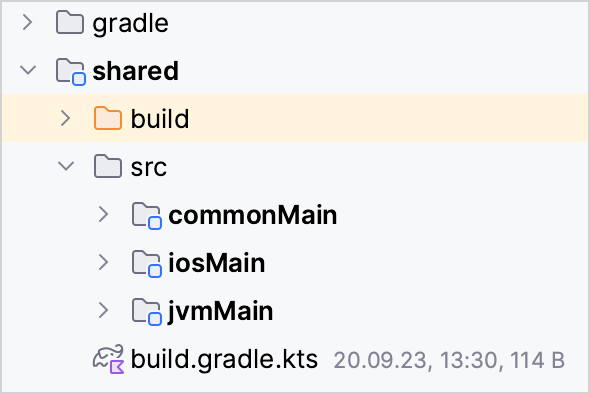 gradle
shared
build
src
commonMain
iosMain
jvmMain
build.gradle.kts 20.09.23, 13:30, 114 B